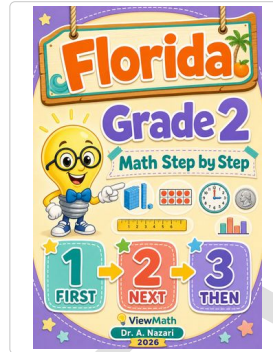 Florida
Grade 2
Math Step by Step
1 2 3
FIRST NEXT THEN
ViewMath
Dr. A. Nazari
2026